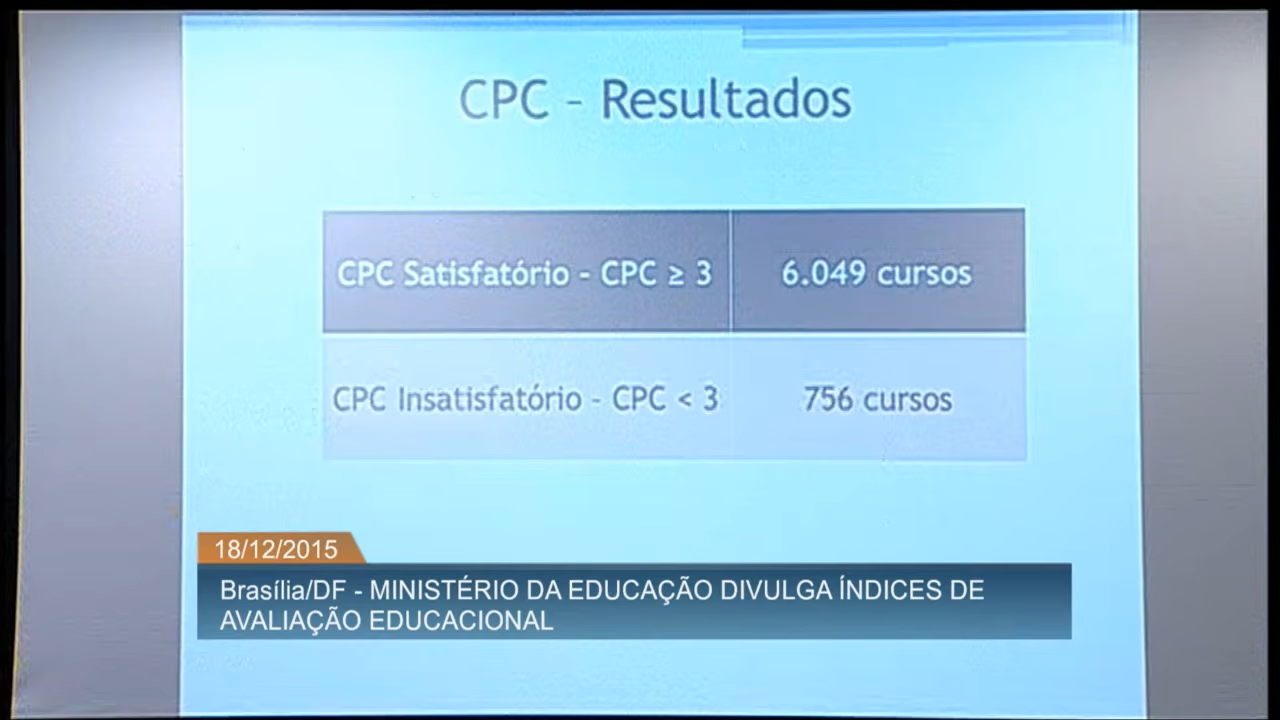 CPC – Resultados
CPC Satisfatório - CPC ≥ 3 6.049 cursos
CPC Insatisfatório - CPC < 3 756 cursos
18/12/2015
Brasília/DF - MINISTÉRIO DA EDUCAÇÃO DIVULGA ÍNDICES DE
AVALIAÇÃO EDUCACIONAL